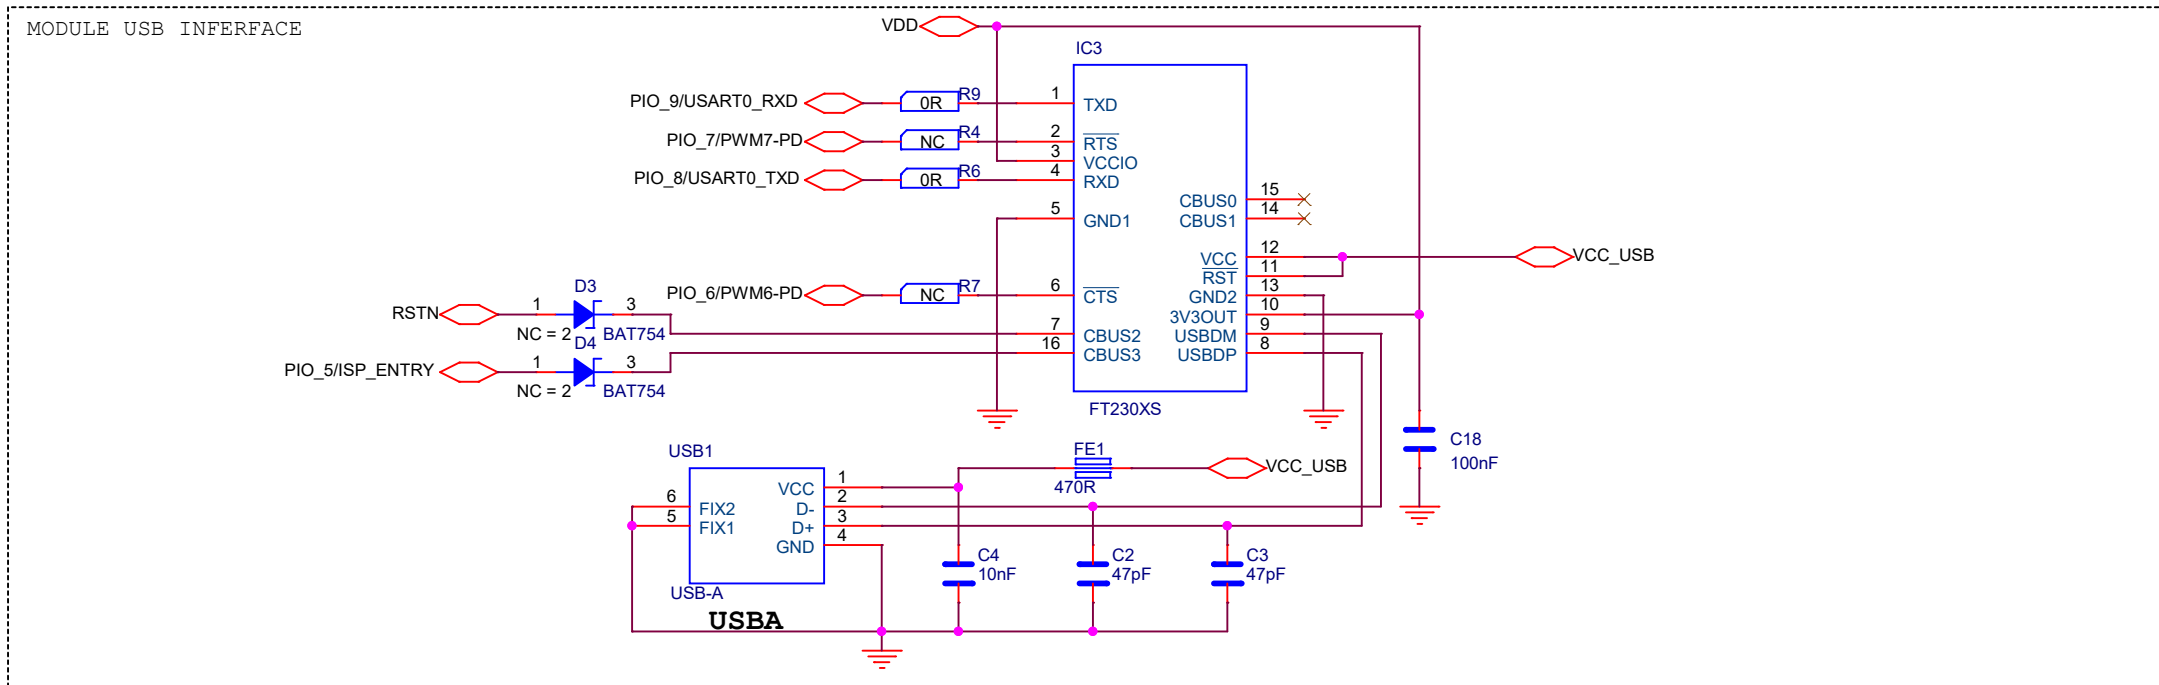 MODULE USB INFERFACE
VDD
IC3
PIO_9/USART0_RXD 0R R9 1 TXD
PIO_7/PWM7-PD NC R4 2 RTS
3 VCCIO
PIO_8/USART0_TXD 0R R6 4 RXD
CBUS0 15
5 GND1 CBUS1 14
VCC 12 VCC_USB
RST 11
PIO_6/PWM6-PD NC R7 6 CTS GND2 13
D3
RSTN 1 3 3V3OUT 10
NC = 2 BAT754 7 CBUS2 USBDM 9
D4
PIO_5/ISP_ENTRY 1 3 16 CBUS3 USBDP 8
NC = 2 BAT754
FT230XS
C18
100nF
USB1
FE1
470R
VCC_USB
VCC 1
6 FIX2 D- 2
5 FIX1 D+ 3
GND 4
C4
10nF
C2
47pF
C3
47pF
USB-A
USBA